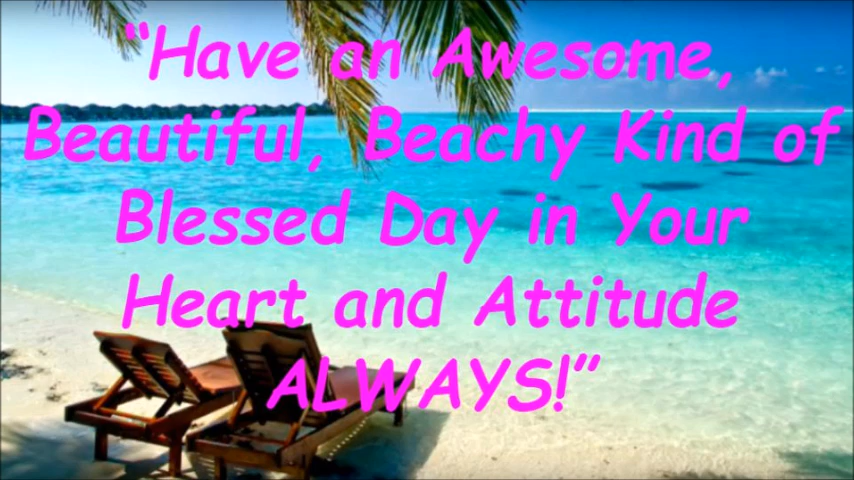 “Have an Awesome,
Beautiful, Beachy Kind of
Blessed Day in Your
Heart and Attitude
ALWAYS!”